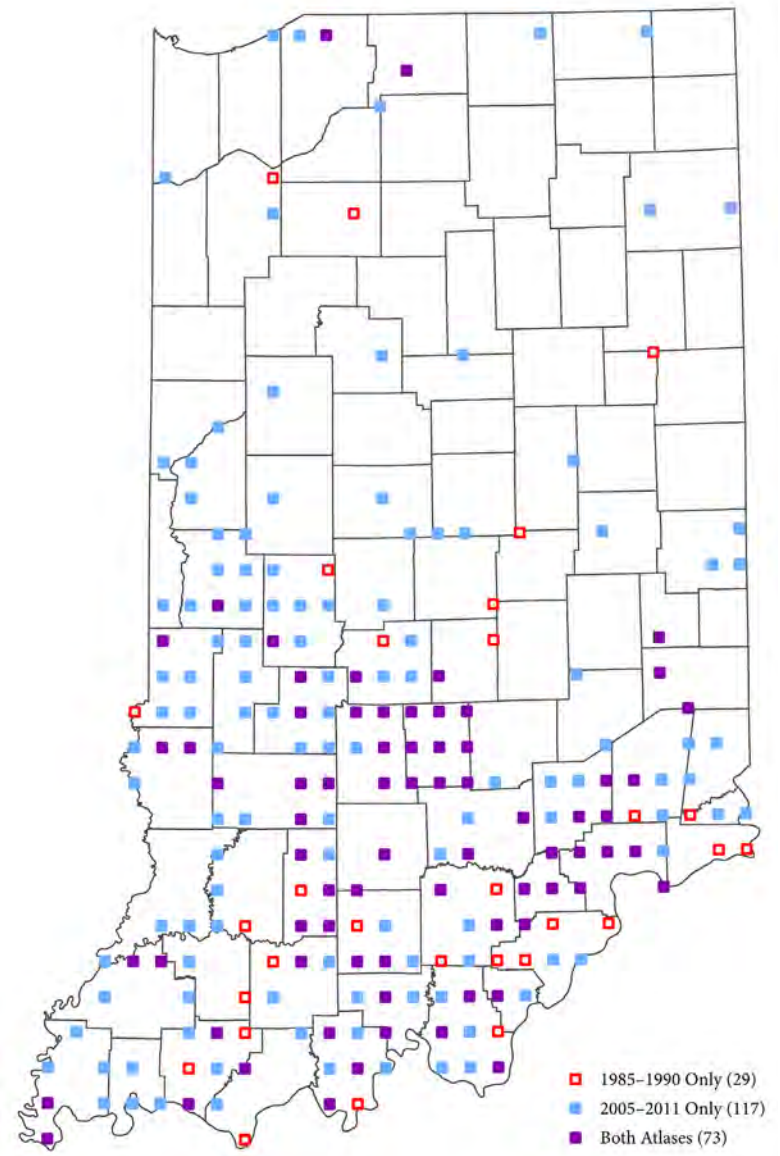 1985–1990 Only (29)
2005–2011 Only (117)
Both Atlases (73)